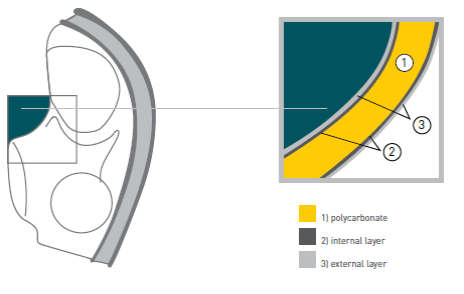 1
3
2
1) polycarbonate
2) internal layer
3) external layer